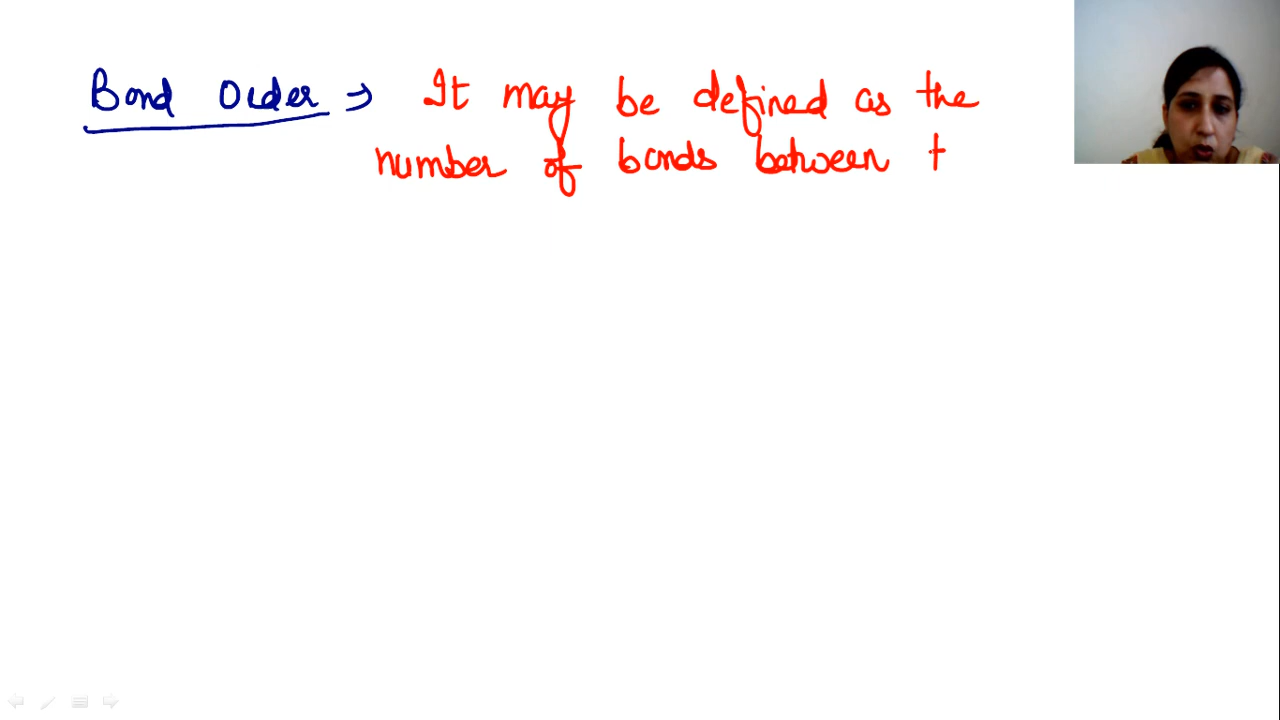 Bond Order ⇒ It may be defined as the
number of bonds between t